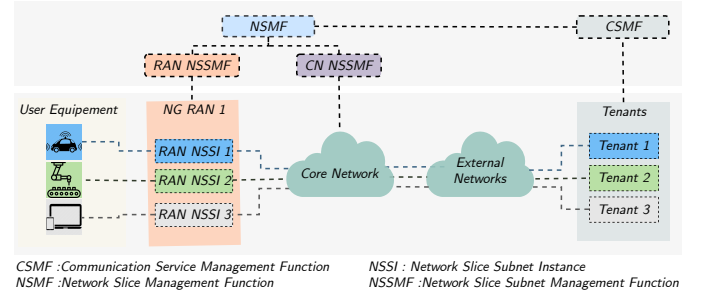 NSMF
CSMF
RAN NSSMF
CN NSSMF
User Equipement
NG RAN 1
Tenants
RAN NSSI 1
RAN NSSI 2
RAN NSSI 3
Core Network
External
Networks
Tenant 1
Tenant 2
Tenant 3
CSMF :Communication Service Management Function
NSSI : Network Slice Subnet Instance
NSMF :Network Slice Management Function
NSSMF :Network Slice Subnet Management Function